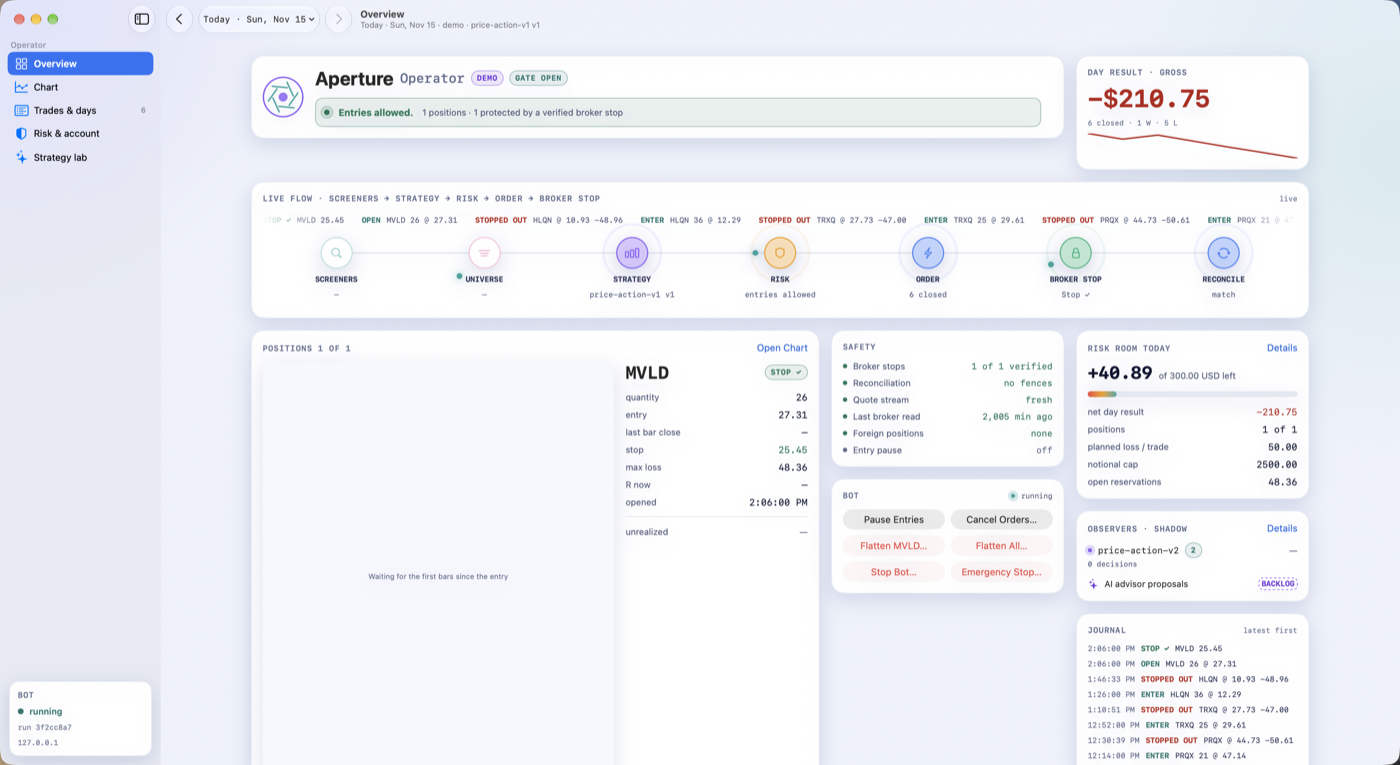 Today · Sun, Nov 15
Overview
Today · Sun, Nov 15 · demo · price-action-v1 v1
Operator
Overview
Chart
Trades & days 6
Risk & account
Strategy lab
BOT
running
run 3f2cc8a7
127.0.0.1
Aperture Operator DEMO GATE OPEN
Entries allowed. 1 positions · 1 protected by a verified broker stop
DAY RESULT · GROSS
−$210.75
6 closed · 1 W · 5 L
LIVE FLOW · SCREENERS → STRATEGY → RISK → ORDER → BROKER STOP live
TOP ✓ MVLD 25.45 OPEN MVLD 26 @ 27.31 STOPPED OUT HLQN @ 10.93 −48.96 ENTER HLQN 36 @ 12.29 STOPPED OUT TRXQ @ 27.73 −47.00 ENTER TRXQ 25 @ 29.61 STOPPED OUT PRQX @ 44.73 −50.61 ENTER PRQX 21 @ 47
SCREENERS UNIVERSE STRATEGY RISK ORDER BROKER STOP RECONCILE
— — price-action-v1 v1 entries allowed 6 closed Stop ✓ match
POSITIONS 1 OF 1 Open Chart
Waiting for the first bars since the entry
MVLD STOP ✓
quantity 26
entry 27.31
last bar close —
stop 25.45
max loss 48.36
R now —
opened 2:06:00 PM
unrealized —
SAFETY
Broker stops 1 of 1 verified
Reconciliation no fences
Quote stream fresh
Last broker read 2,005 min ago
Foreign positions none
Entry pause off
BOT running
Pause Entries Cancel Orders...
Flatten MVLD... Flatten All...
Stop Bot... Emergency Stop...
RISK ROOM TODAY Details
+40.89 of 300.00 USD left
net day result −210.75
positions 1 of 1
planned loss / trade 50.00
notional cap 2500.00
open reservations 48.36
OBSERVERS · SHADOW Details
price-action-v2 2 —
0 decisions
AI advisor proposals BACKLOG
JOURNAL latest first
2:06:00 PM STOP ✓ MVLD 25.45
2:06:00 PM OPEN MVLD 26 @ 27.31
1:46:33 PM STOPPED OUT HLQN @ 10.93 −48.96
1:26:00 PM ENTER HLQN 36 @ 12.29
1:10:51 PM STOPPED OUT TRXQ @ 27.73 −47.00
12:52:00 PM ENTER TRXQ 25 @ 29.61
12:30:39 PM STOPPED OUT PRQX @ 44.73 −50.61
12:14:00 PM ENTER PRQX 21 @ 47.14